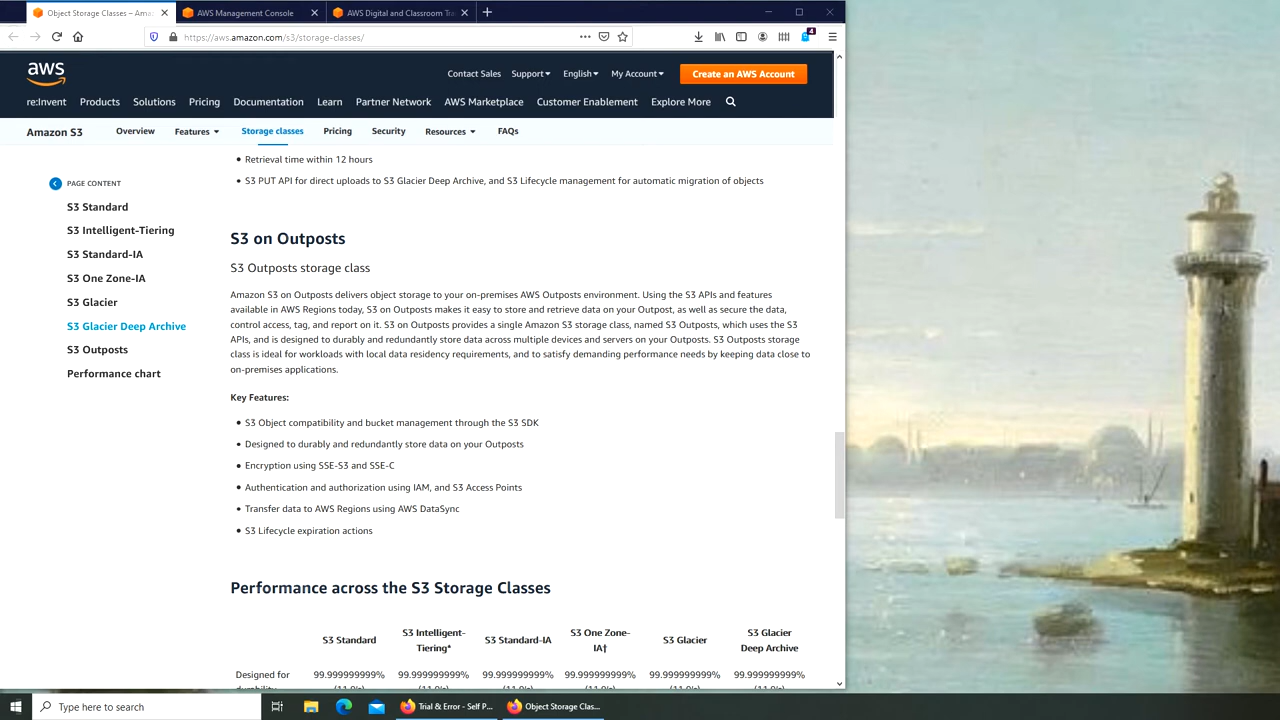 Object Storage Classes – Ama
AWS Management Console
AWS Digital and Classroom Tra
https://aws.amazon.com/s3/storage-classes/
4
aws
Contact Sales
Support
English
My Account
Create an AWS Account
re:Invent
Products
Solutions
Pricing
Documentation
Learn
Partner Network
AWS Marketplace
Customer Enablement
Explore More
Amazon S3
Overview
Features
Storage classes
Pricing
Security
Resources
FAQs
PAGE CONTENT
S3 Standard
S3 Intelligent-Tiering
S3 Standard-IA
S3 One Zone-IA
S3 Glacier
S3 Glacier Deep Archive
S3 Outposts
Performance chart
• Retrieval time within 12 hours
• S3 PUT API for direct uploads to S3 Glacier Deep Archive, and S3 Lifecycle management for automatic migration of objects
S3 on Outposts
S3 Outposts storage class
Amazon S3 on Outposts delivers object storage to your on-premises AWS Outposts environment. Using the S3 APIs and features
available in AWS Regions today, S3 on Outposts makes it easy to store and retrieve data on your Outpost, as well as secure the data,
control access, tag, and report on it. S3 on Outposts provides a single Amazon S3 storage class, named S3 Outposts, which uses the S3
APIs, and is designed to durably and redundantly store data across multiple devices and servers on your Outposts. S3 Outposts storage
class is ideal for workloads with local data residency requirements, and to satisfy demanding performance needs by keeping data close to
on-premises applications.
Key Features:
• S3 Object compatibility and bucket management through the S3 SDK
• Designed to durably and redundantly store data on your Outposts
• Encryption using SSE-S3 and SSE-C
• Authentication and authorization using IAM, and S3 Access Points
• Transfer data to AWS Regions using AWS DataSync
• S3 Lifecycle expiration actions
Performance across the S3 Storage Classes
S3 Standard
S3 Intelligent-
Tiering*
S3 Standard-IA
S3 One Zone-
IA†
S3 Glacier
S3 Glacier
Deep Archive
Designed for
99.999999999%
99.999999999%
99.999999999%
99.999999999%
99.999999999%
99.999999999%
Type here to search
Trial & Error - Self P...
Object Storage Clas...